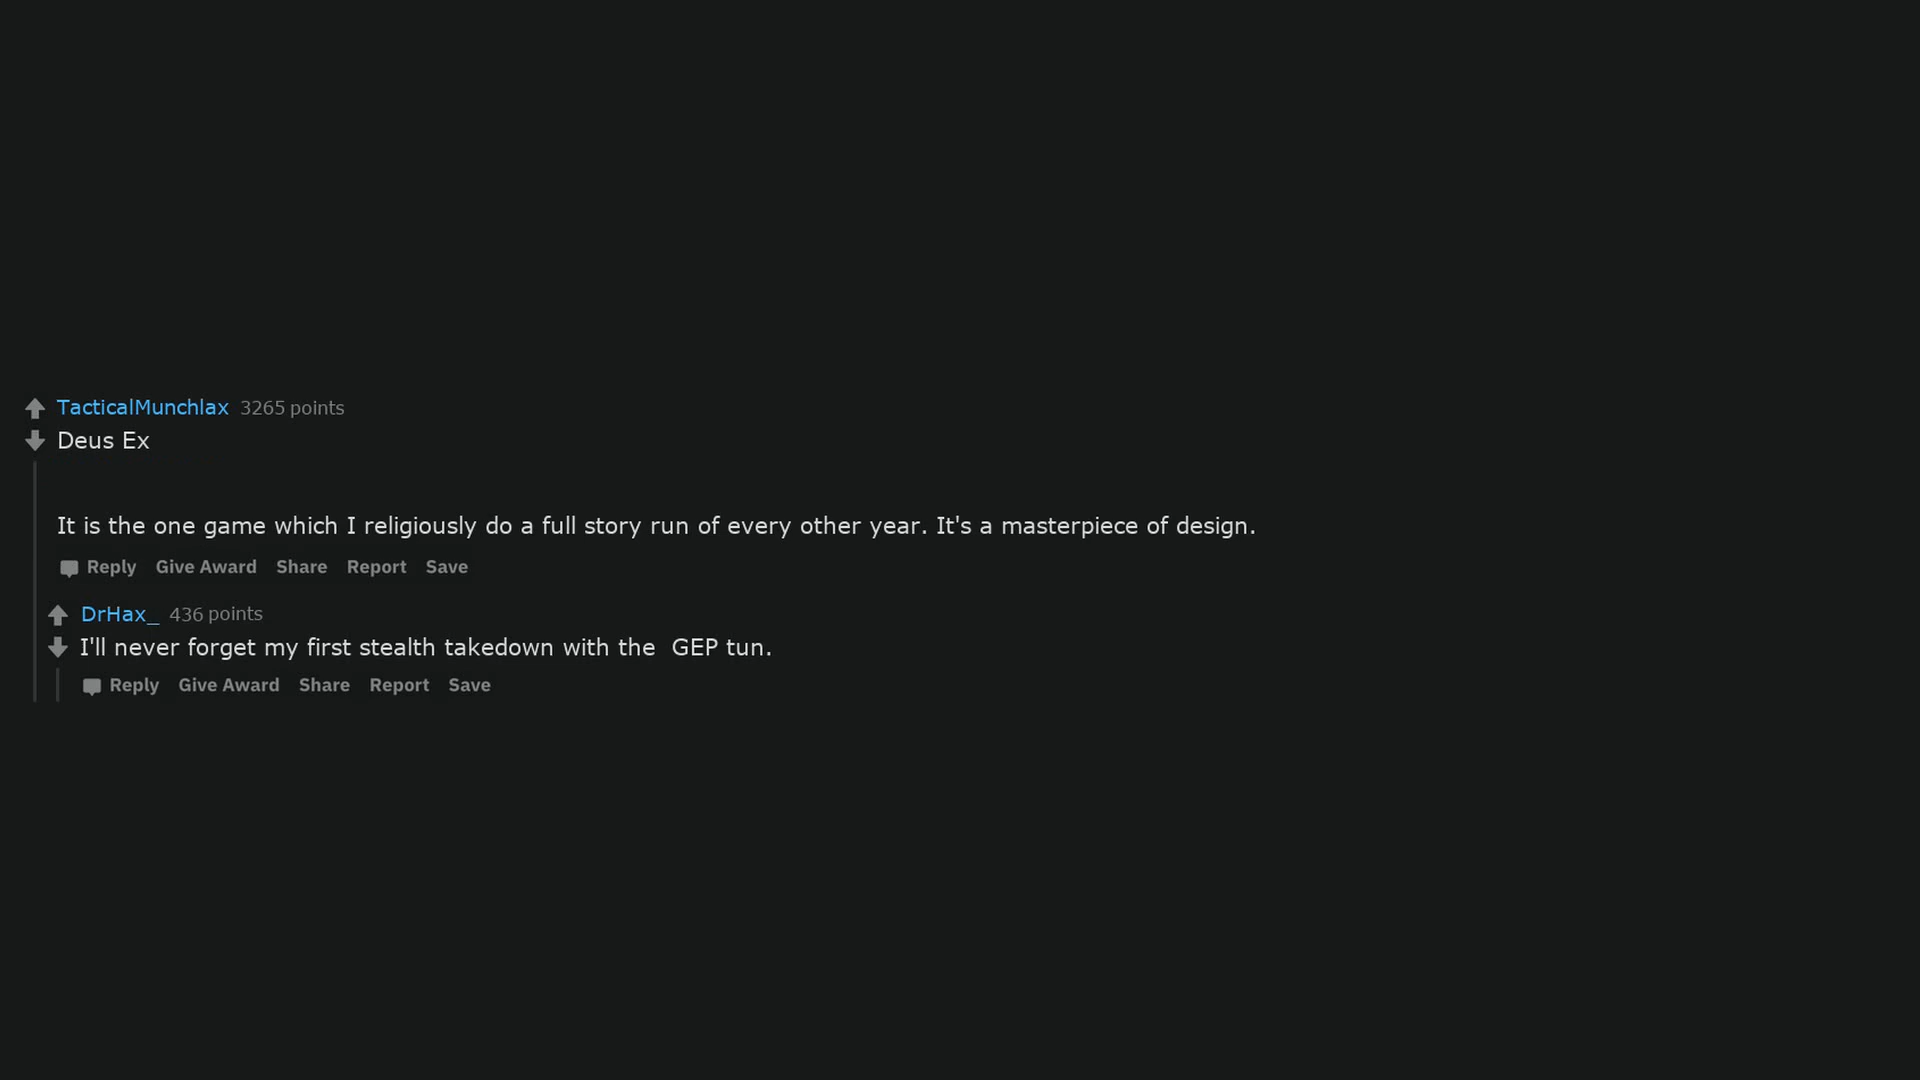 TacticalMunchlax 3265 points
Deus Ex
It is the one game which I religiously do a full story run of every other year. It's a masterpiece of design.
Reply Give Award Share Report Save
DrHax_ 436 points
I'll never forget my first stealth takedown with the  GEP tun.
Reply Give Award Share Report Save